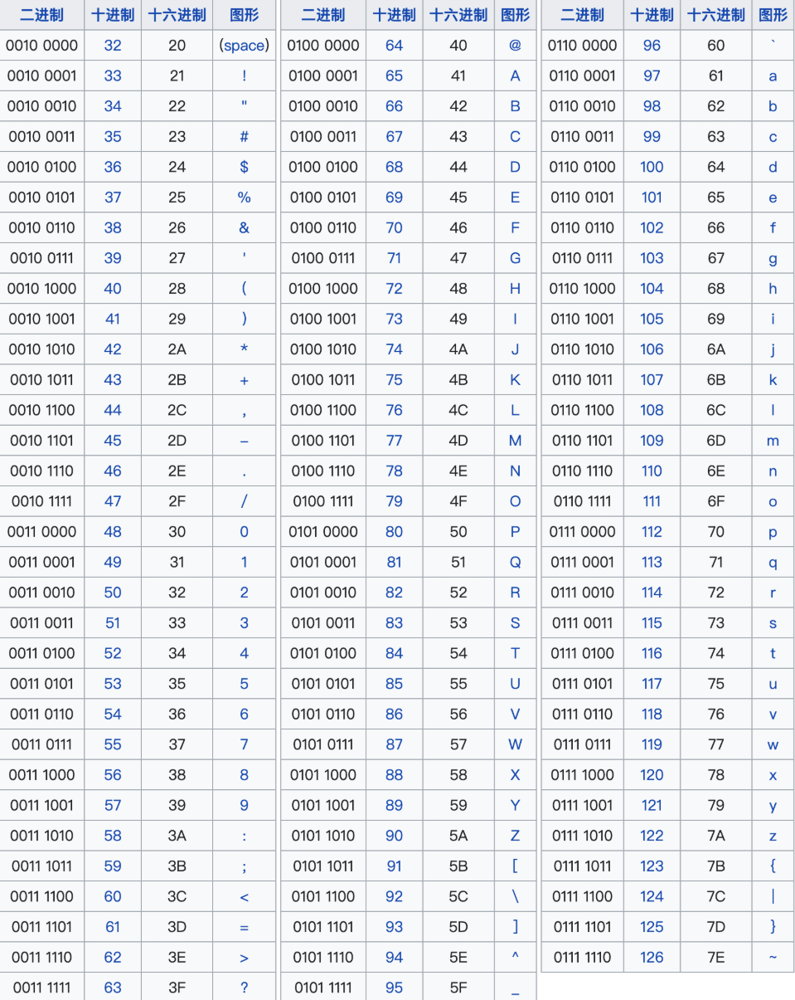 二进制 十进制 十六进制 图形 二进制 十进制 十六进制 图形 二进制 十进制 十六进制 图形
0010 0000 32 20 (space) 0100 0000 64 40 @ 0110 0000 96 60 `
0010 0001 33 21 ! 0100 0001 65 41 A 0110 0001 97 61 a
0010 0010 34 22 " 0100 0010 66 42 B 0110 0010 98 62 b
0010 0011 35 23 # 0100 0011 67 43 C 0110 0011 99 63 c
0010 0100 36 24 $ 0100 0100 68 44 D 0110 0100 100 64 d
0010 0101 37 25 % 0100 0101 69 45 E 0110 0101 101 65 e
0010 0110 38 26 & 0100 0110 70 46 F 0110 0110 102 66 f
0010 0111 39 27 ' 0100 0111 71 47 G 0110 0111 103 67 g
0010 1000 40 28 ( 0100 1000 72 48 H 0110 1000 104 68 h
0010 1001 41 29 ) 0100 1001 73 49 I 0110 1001 105 69 i
0010 1010 42 2A * 0100 1010 74 4A J 0110 1010 106 6A j
0010 1011 43 2B + 0100 1011 75 4B K 0110 1011 107 6B k
0010 1100 44 2C , 0100 1100 76 4C L 0110 1100 108 6C l
0010 1101 45 2D – 0100 1101 77 4D M 0110 1101 109 6D m
0010 1110 46 2E . 0100 1110 78 4E N 0110 1110 110 6E n
0010 1111 47 2F / 0100 1111 79 4F O 0110 1111 111 6F o
0011 0000 48 30 0 0101 0000 80 50 P 0111 0000 112 70 p
0011 0001 49 31 1 0101 0001 81 51 Q 0111 0001 113 71 q
0011 0010 50 32 2 0101 0010 82 52 R 0111 0010 114 72 r
0011 0011 51 33 3 0101 0011 83 53 S 0111 0011 115 73 s
0011 0100 52 34 4 0101 0100 84 54 T 0111 0100 116 74 t
0011 0101 53 35 5 0101 0101 85 55 U 0111 0101 117 75 u
0011 0110 54 36 6 0101 0110 86 56 V 0111 0110 118 76 v
0011 0111 55 37 7 0101 0111 87 57 W 0111 0111 119 77 w
0011 1000 56 38 8 0101 1000 88 58 X 0111 1000 120 78 x
0011 1001 57 39 9 0101 1001 89 59 Y 0111 1001 121 79 y
0011 1010 58 3A : 0101 1010 90 5A Z 0111 1010 122 7A z
0011 1011 59 3B ; 0101 1011 91 5B [ 0111 1011 123 7B {
0011 1100 60 3C < 0101 1100 92 5C \ 0111 1100 124 7C |
0011 1101 61 3D = 0101 1101 93 5D ] 0111 1101 125 7D }
0011 1110 62 3E > 0101 1110 94 5E ^ 0111 1110 126 7E ~
0011 1111 63 3F ? 0101 1111 95 5F _